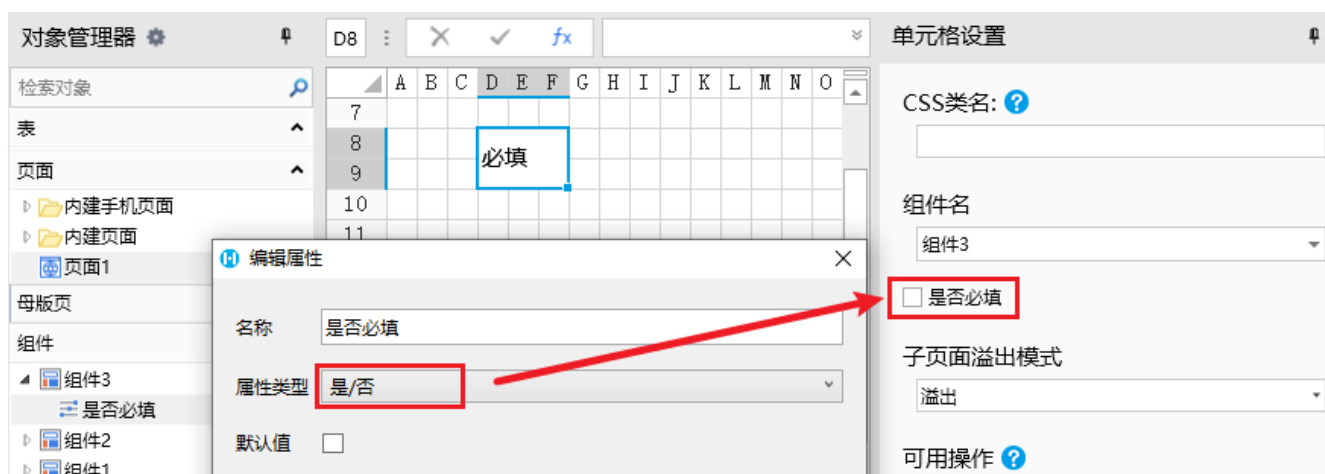 对象管理器
D8
fx
单元格设置
检索对象
A B C D E F G H I J K L M N O
表
页面
内建手机页面
内建页面
页面1
母版页
组件
组件3
是否必填
组件2
组件1
7
8
必填
9
10
11
编辑属性
名称
是否必填
属性类型
是/否
默认值
CSS类名:
组件名
组件3
是否必填
子页面溢出模式
溢出
可用操作